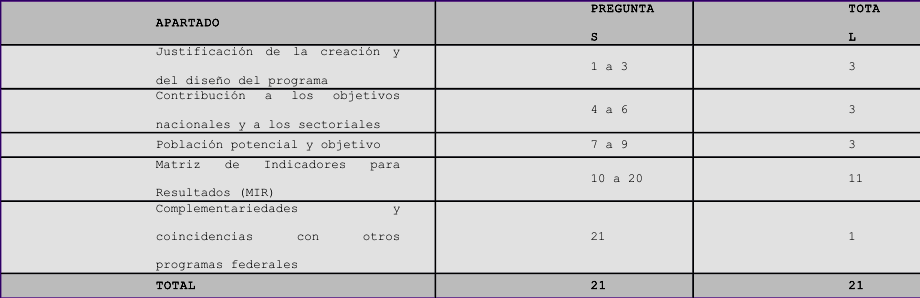 APARTADO PREGUNTAS TOTAL
Justificación de la creación y
del diseño del programa 1 a 3 3
Contribución a los objetivos
nacionales y a los sectoriales 4 a 6 3
Población potencial y objetivo 7 a 9 3
Matriz de Indicadores para
Resultados (MIR) 10 a 20 11
Complementariedades y
coincidencias con otros
programas federales 21 1
TOTAL 21 21